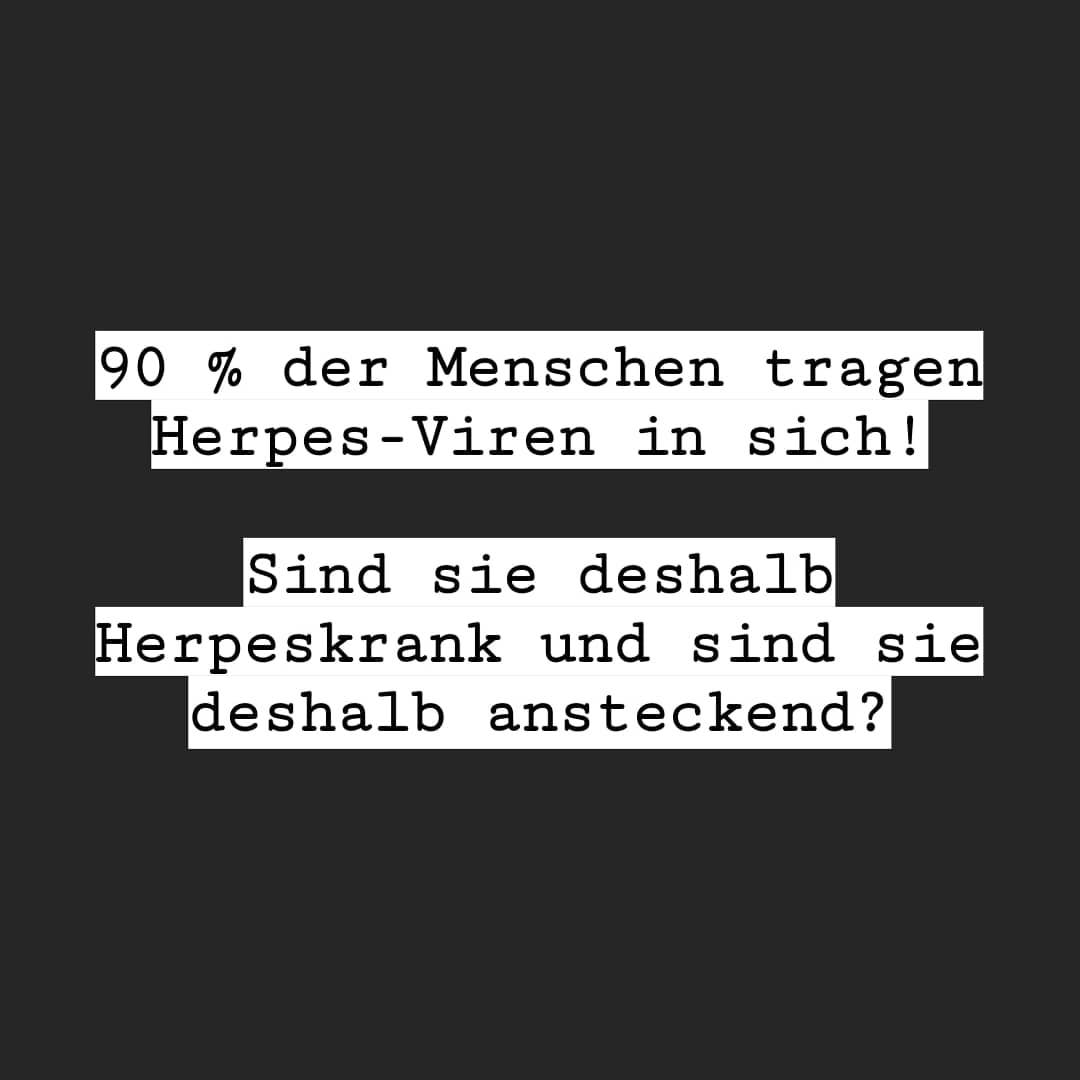 90 % der Menschen tragen
Herpes-Viren in sich!
Sind sie deshalb
Herpeskrank und sind sie
deshalb ansteckend?